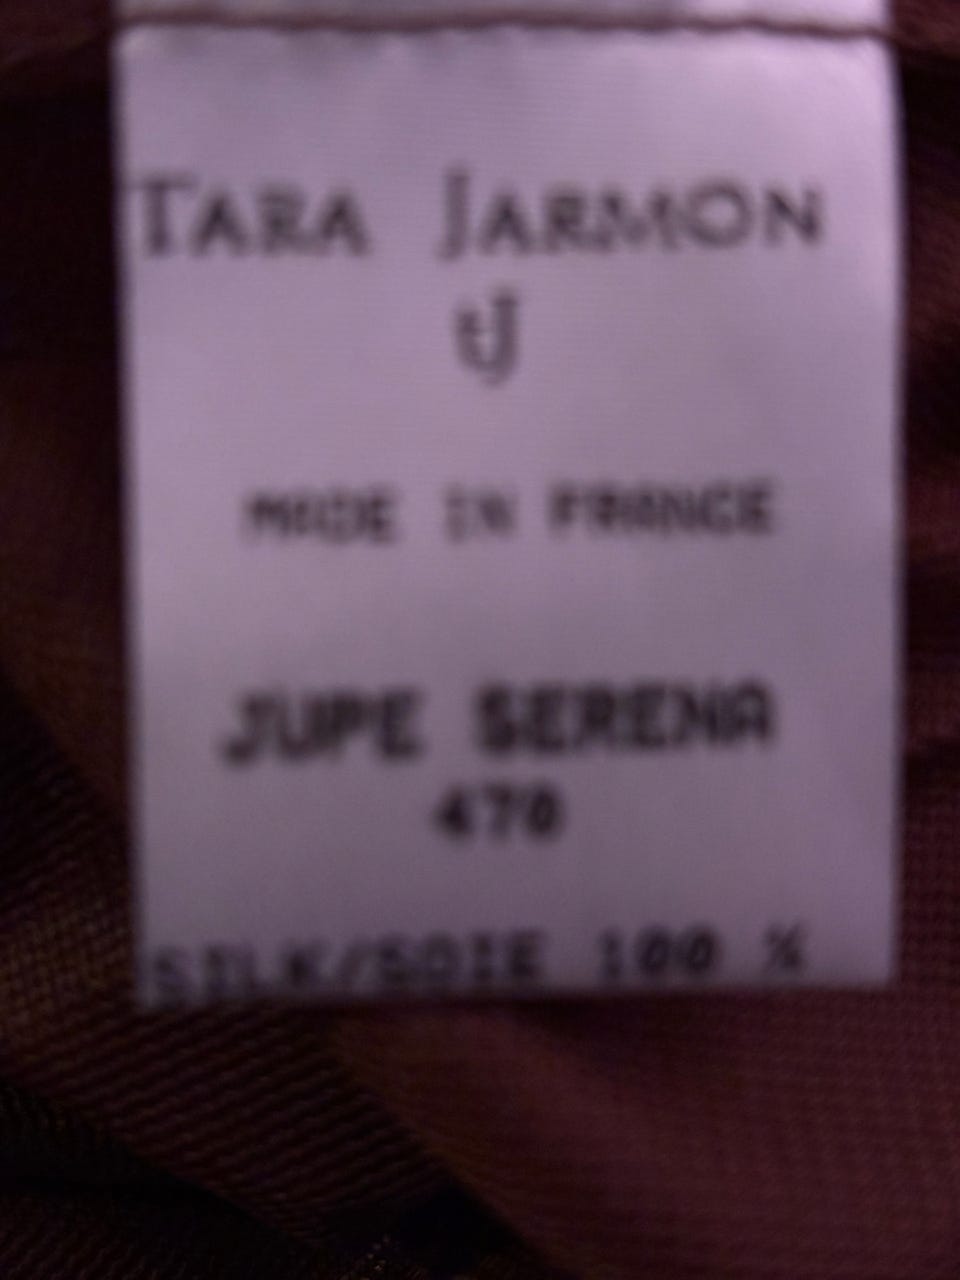 TARA JARMON
tJ
MADE IN FRANCE
JUPE SERENA
470
SILK/SOIE 100 %